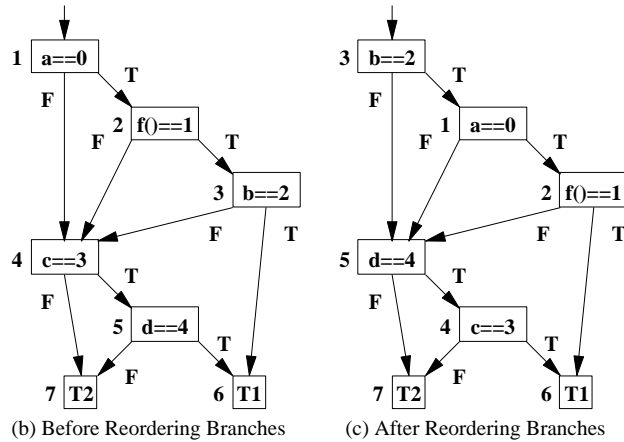 1 a==0
T
F
2 f()==1
F T
3 b==2
F T
4 c==3
T
F
5 d==4
F T
7 T2
6 T1
(b) Before Reordering Branches
3 b==2
T
F
1 a==0
F T
2 f()==1
F T
5 d==4
T
F
4 c==3
F T
7 T2
6 T1
(c) After Reordering Branches